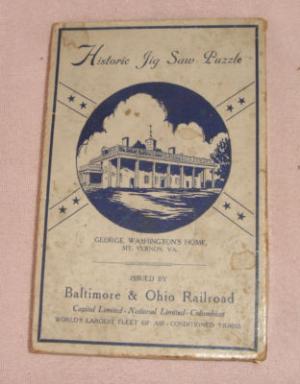 Historic Jig Saw Puzzle
GEORGE WASHINGTON'S HOME,
MT. VERNON, VA.
ISSUED BY
Baltimore & Ohio Railroad
Capitol Limited - National Limited - Columbian
WORLD'S LARGEST FLEET OF AIR-CONDITIONED TRAINS